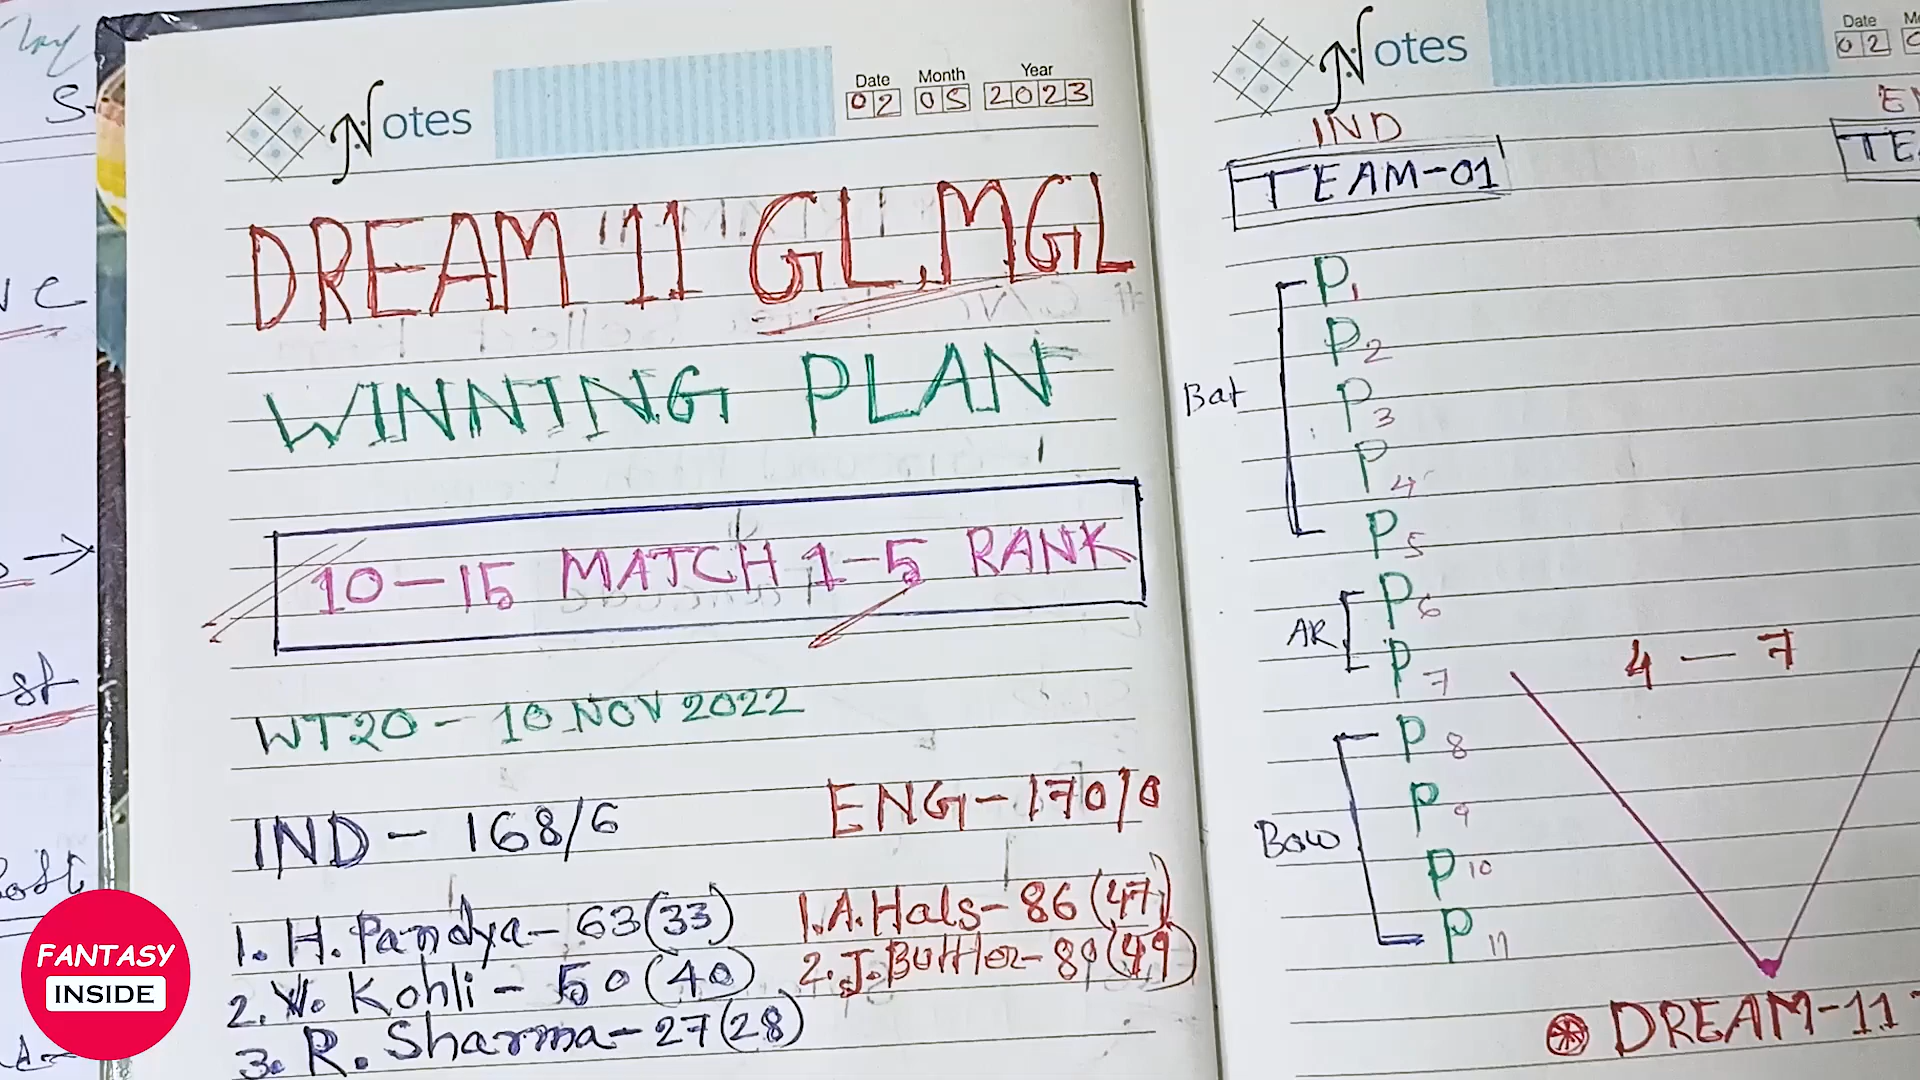 Notes
Date Month Year
02 05 2023
DREAM 11 GL, MGL
WINNING PLAN
10-15 MATCH 1-5 RANK
WT20 - 10 NOV 2022
IND - 168/6
ENG - 170/0
1. H. Pandya - 63 (33)
2. V. Kohli - 50 (40)
3. R. Sharma - 27 (28)
1. A. Hals - 86 (47)
2. J. Buttler - 80 (49)
Notes
Date
02
IND
TEAM-01
Bat
P1
P2
P3
P4
P5
AR
P6
P7
4 - 7
Bow
P8
P9
P10
P11
DREAM-11
FANTASY
INSIDE